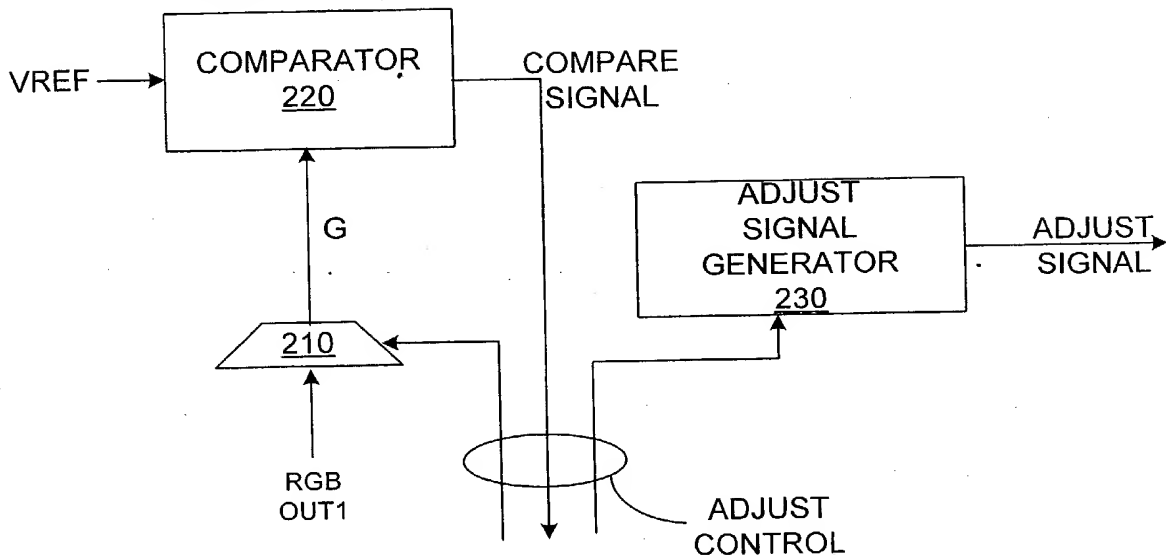 COMPARATOR
220
VREF
COMPARE
SIGNAL
G
ADJUST
SIGNAL
GENERATOR
230
ADJUST
SIGNAL
210
RGB
OUT1
ADJUST
CONTROL